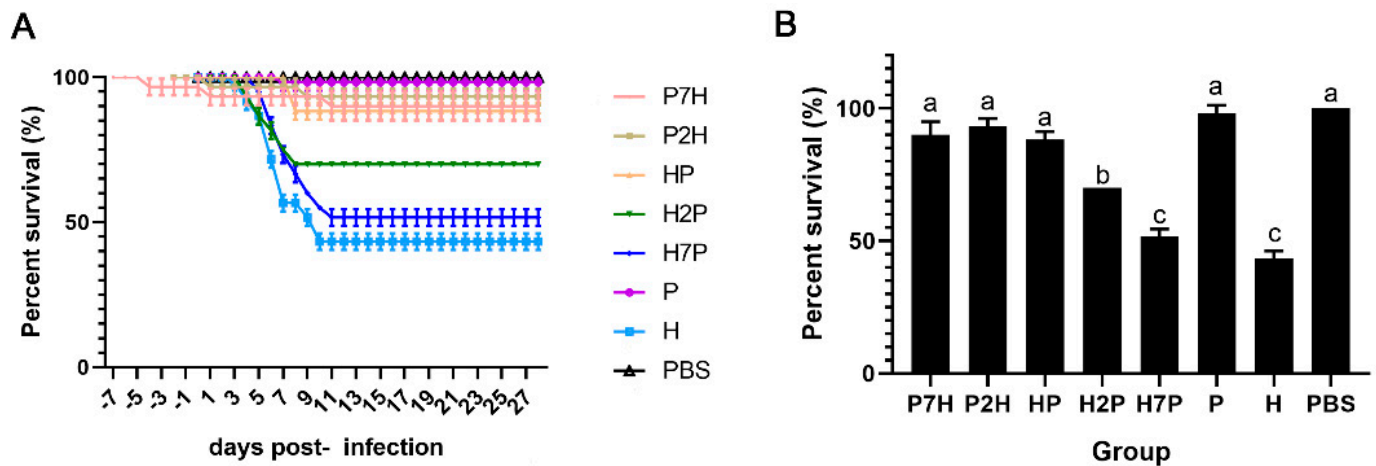 A
Percent survival (%)
100
50
0
-7 -5 -3 -1 1 3 5 7 9 11 13 15 17 19 21 23 25 27
days post- infection
P7H
P2H
HP
H2P
H7P
P
H
PBS
B
Percent survival (%)
100
50
0
a a a b c a c a
P7H P2H HP H2P H7P P H PBS
Group